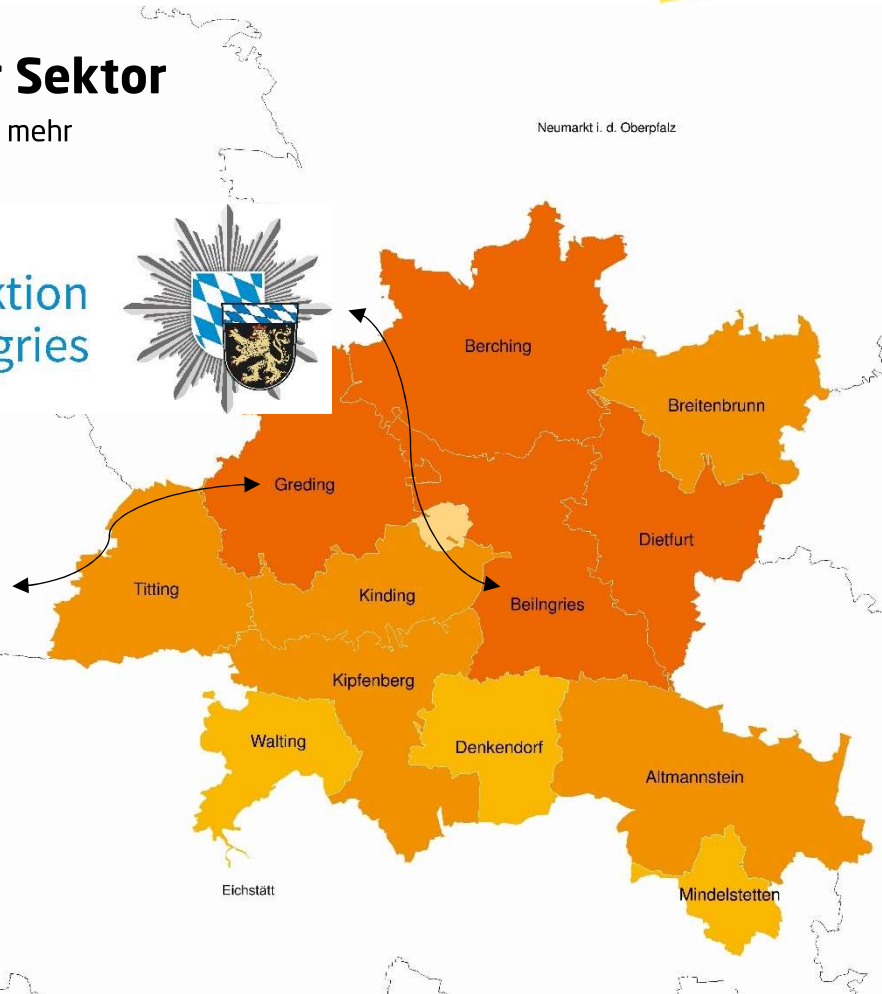 r Sektor
mehr
Neumarkt i. d. Oberpfalz
ktion
gries
Berching
Breitenbrunn
Greding
Dietfurt
Titting
Kinding
Beilngries
Kipfenberg
Walting
Denkendorf
Altmannstein
Eichstätt
Mindelstetten